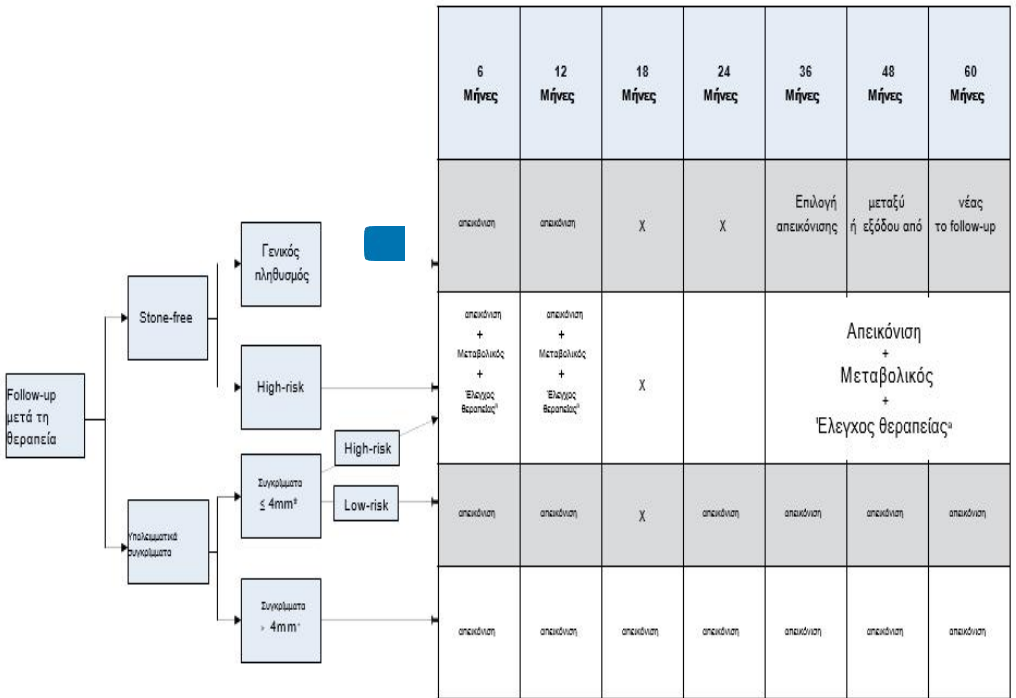 6
Μήνες
12
Μήνες
18
Μήνες
24
Μήνες
36
Μήνες
48
Μήνες
60
Μήνες
Follow-up
μετά τη
θεραπεία
Stone-free
Γενικός
πληθυσμός
High-risk
Υπολειμματικά
συγκρίμματα
Συγκρίμματα
≤ 4mm
High-risk
Low-risk
Συγκρίμματα
> 4mm
απεικόνιση
απεικόνιση
χ
χ
Επιλογή
απεικόνισης
μεταξύ
ή εξόδου από
νέας
το follow-up
απεικόνιση
+
Μεταβολικός
+
Έλεγχος
θεραπείαςᵃ
απεικόνιση
+
Μεταβολικός
+
Έλεγχος
θεραπείαςᵃ
χ
Απεικόνιση
+
Μεταβολικός
+
Έλεγχος θεραπείαςᵃ
απεικόνιση
απεικόνιση
χ
απεικόνιση
απεικόνιση
απεικόνιση
απεικόνιση
απεικόνιση
απεικόνιση
απεικόνιση
απεικόνιση
απεικόνιση
απεικόνιση
απεικόνιση